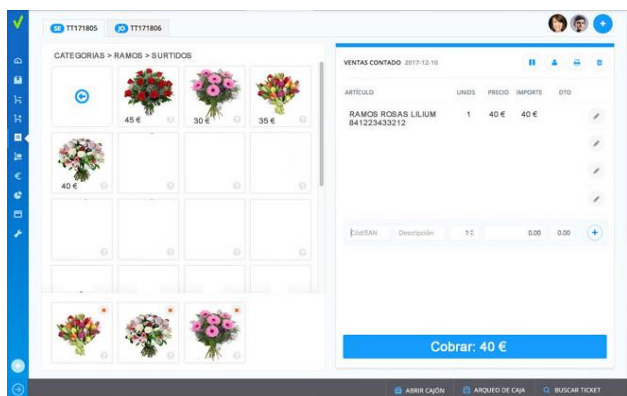 SE TT171805
JO TT171806
CATEGORIAS > RAMOS > SURTIDOS
45 €
30 €
35 €
40 €
VENTAS CONTADO 2017-12-10
ARTÍCULO UNIDS PRECIO IMPORTE DTO
RAMOS ROSAS LILIUM 1 40 € 40 €
841223433212
Cód/EAN Descripción 1 0.00 0.00
Cobrar: 40 €
ABRIR CAJÓN ARQUEO DE CAJA BUSCAR TICKET